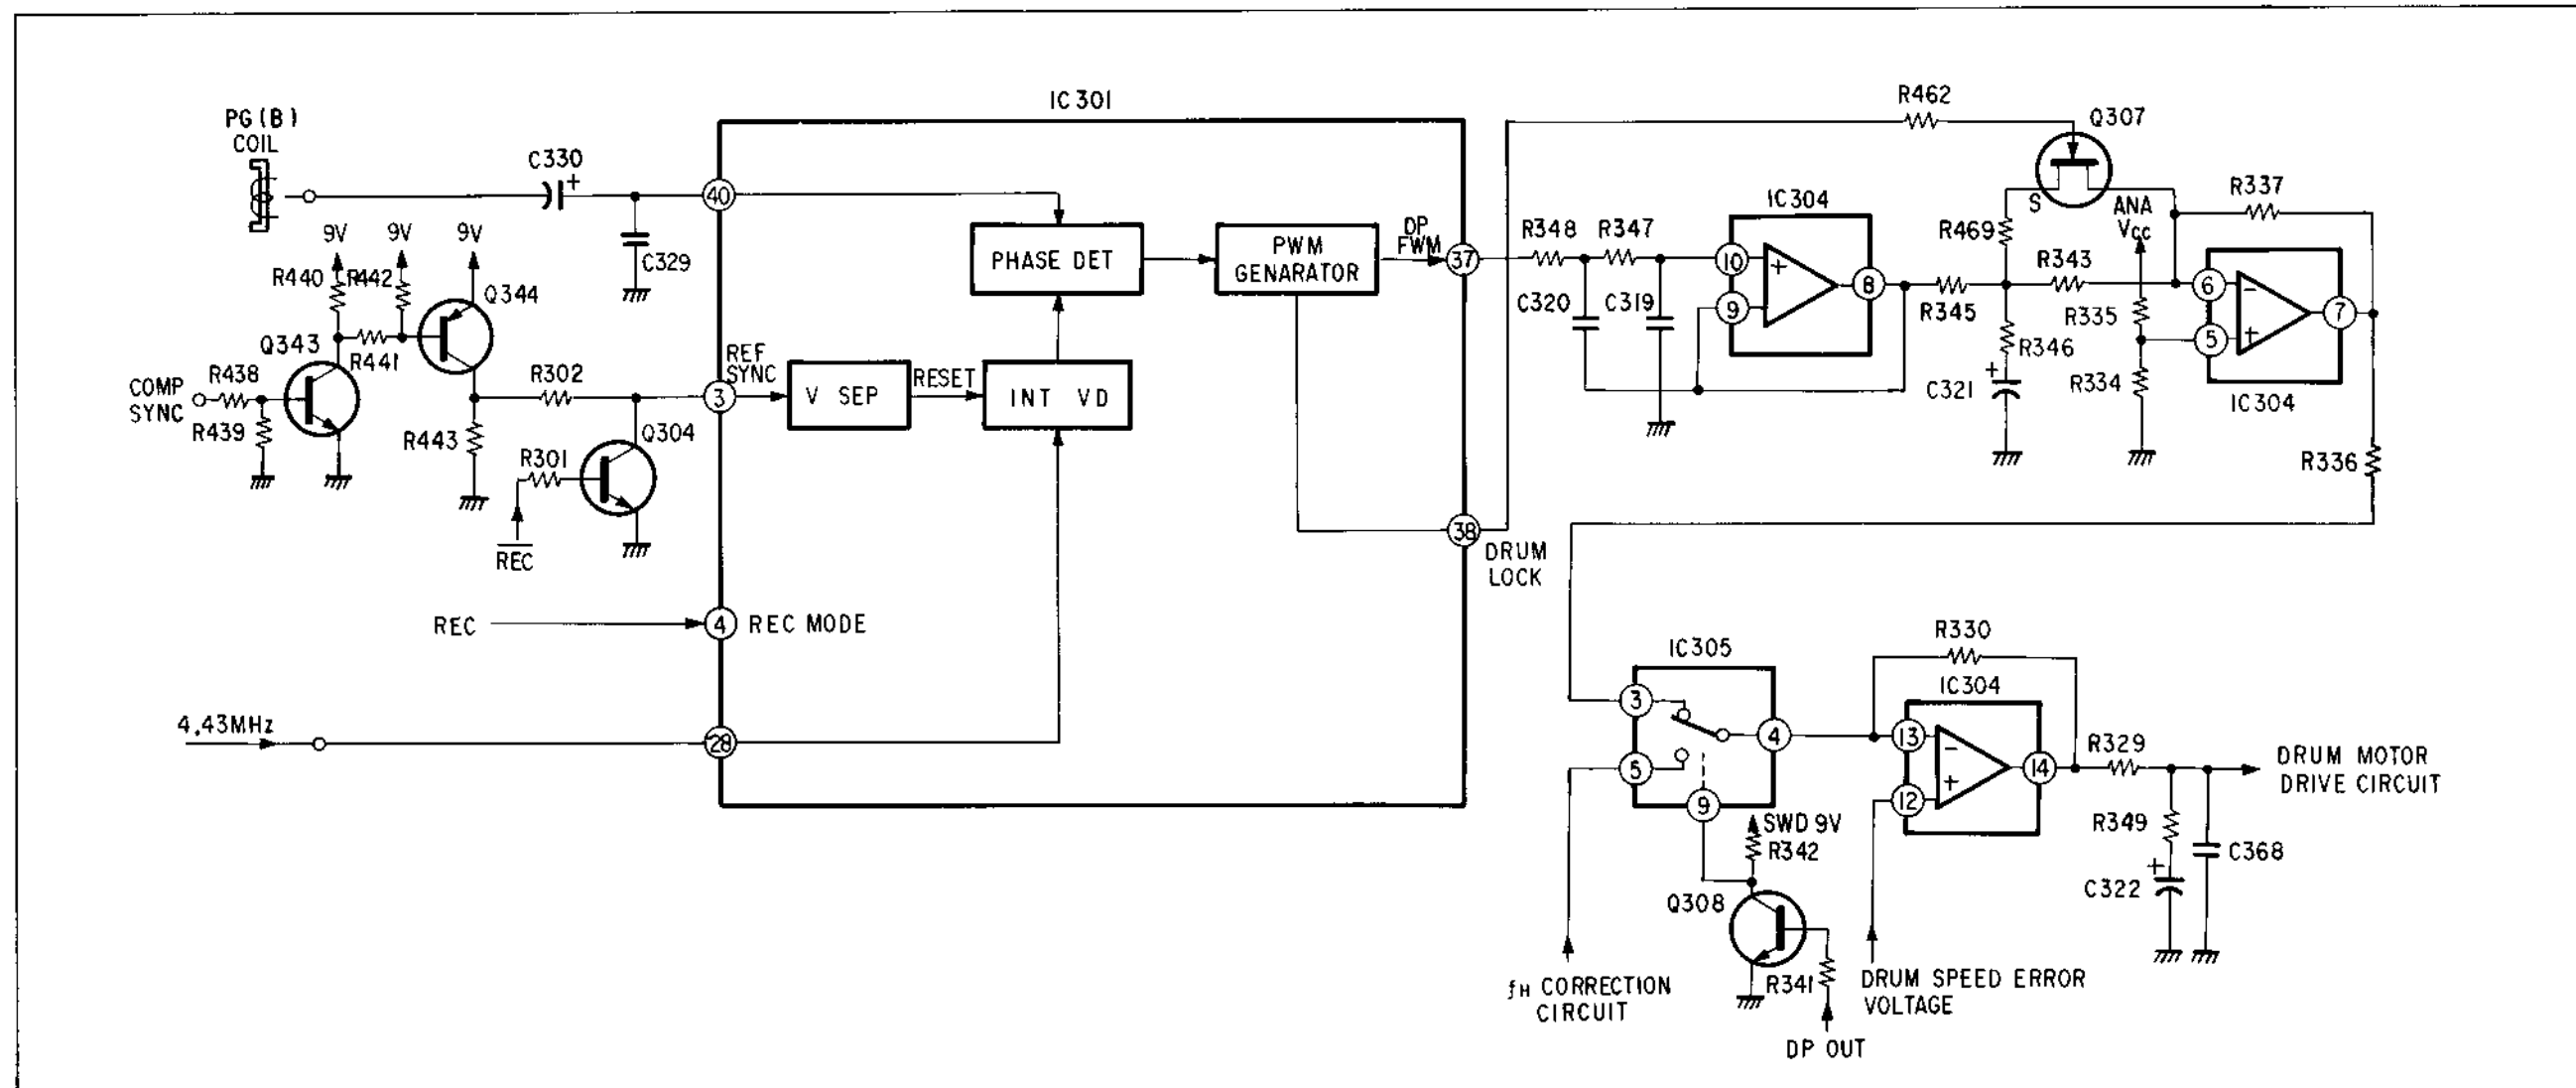 IC301
PG(B)
COIL
C330
+
40
C329
9V
9V
9V
R440
R442
Q344
Q343
R441
COMP
SYNC
R438
R439
R443
R302
R301
Q304
REC
REF
SYNC
3
V SEP
RESET
INT VD
PHASE DET
PWM
GENARATOR
DP
FWM
37
38
DRUM
LOCK
REC
4
REC MODE
4.43MHz
28
R462
Q307
S
R348
R347
C320
C319
IC304
10
9
8
+
R345
R469
R346
+
C321
R343
ANA
Vcc
R335
R334
R337
6
5
7
−
+
IC304
R336
IC305
3
5
4
9
SWD 9V
R342
Q308
R341
DP OUT
fH CORRECTION
CIRCUIT
DRUM SPEED ERROR
VOLTAGE
R330
IC304
13
12
14
−
+
R329
R349
+
C322
C368
DRUM MOTOR
DRIVE CIRCUIT